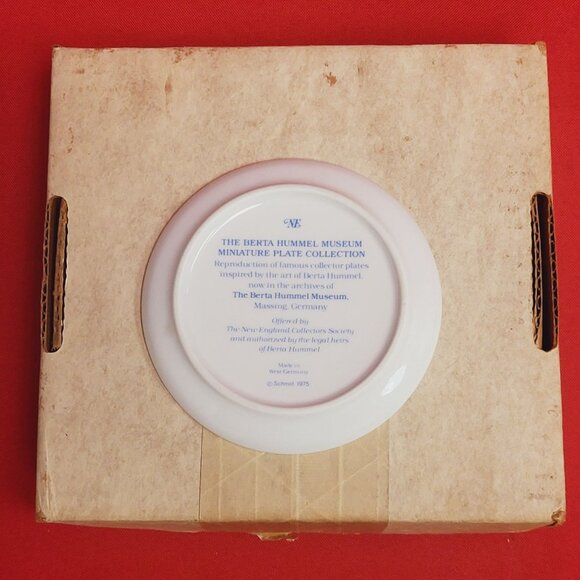 NE
THE BERTA HUMMEL MUSEUM
MINIATURE PLATE COLLECTION
Reproduction of famous collector plates
inspired by the art of Berta Hummel,
now in the archives of
The Berta Hummel Museum,
Massing, Germany
Offered by
The New England Collectors Society
and authorized by the legal heirs
of Berta Hummel
Made in
West Germany
© Schmid, 1975